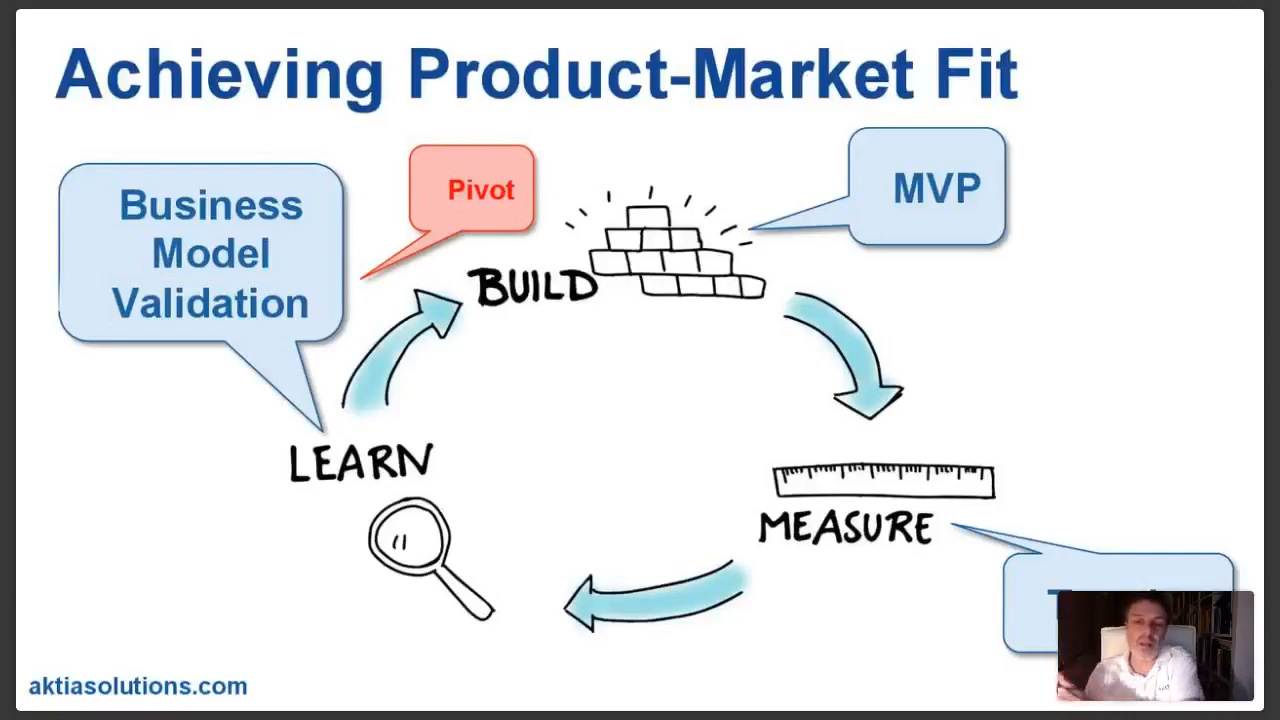 Achieving Product-Market Fit
Business
Model
Validation
Pivot
MVP
BUILD
LEARN
MEASURE
aktiasolutions.com